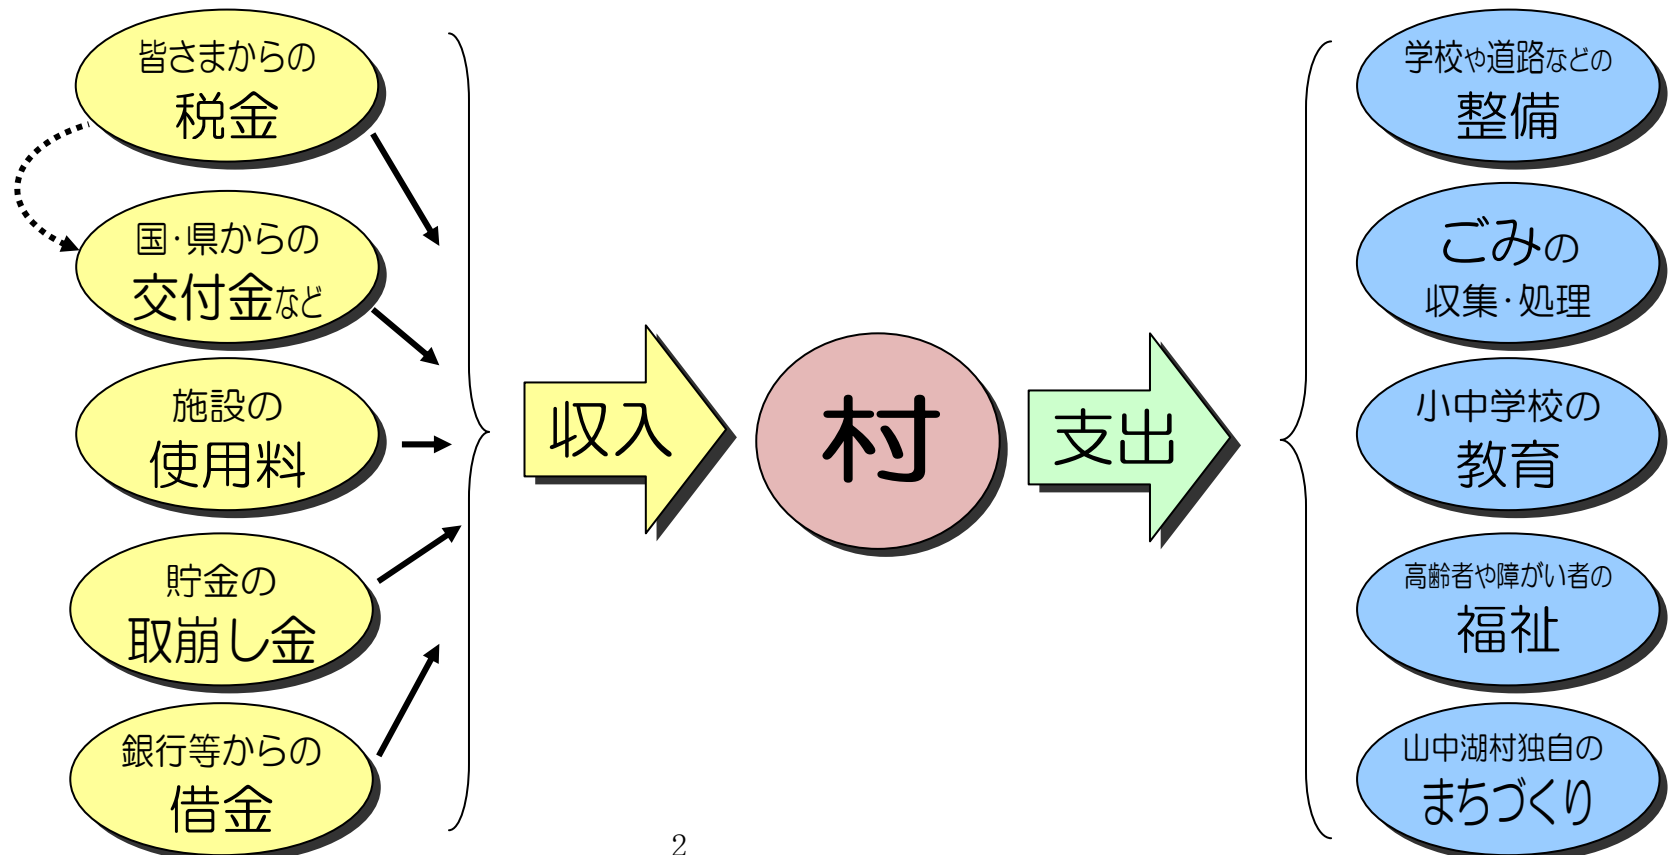 皆さまからの
税金
国・県からの
交付金など
施設の
使用料
貯金の
取崩し金
銀行等からの
借金
収入
村
支出
学校や道路などの
整備
ごみの
収集・処理
小中学校の
教育
高齢者や障がい者の
福祉
山中湖村独自の
まちづくり
2